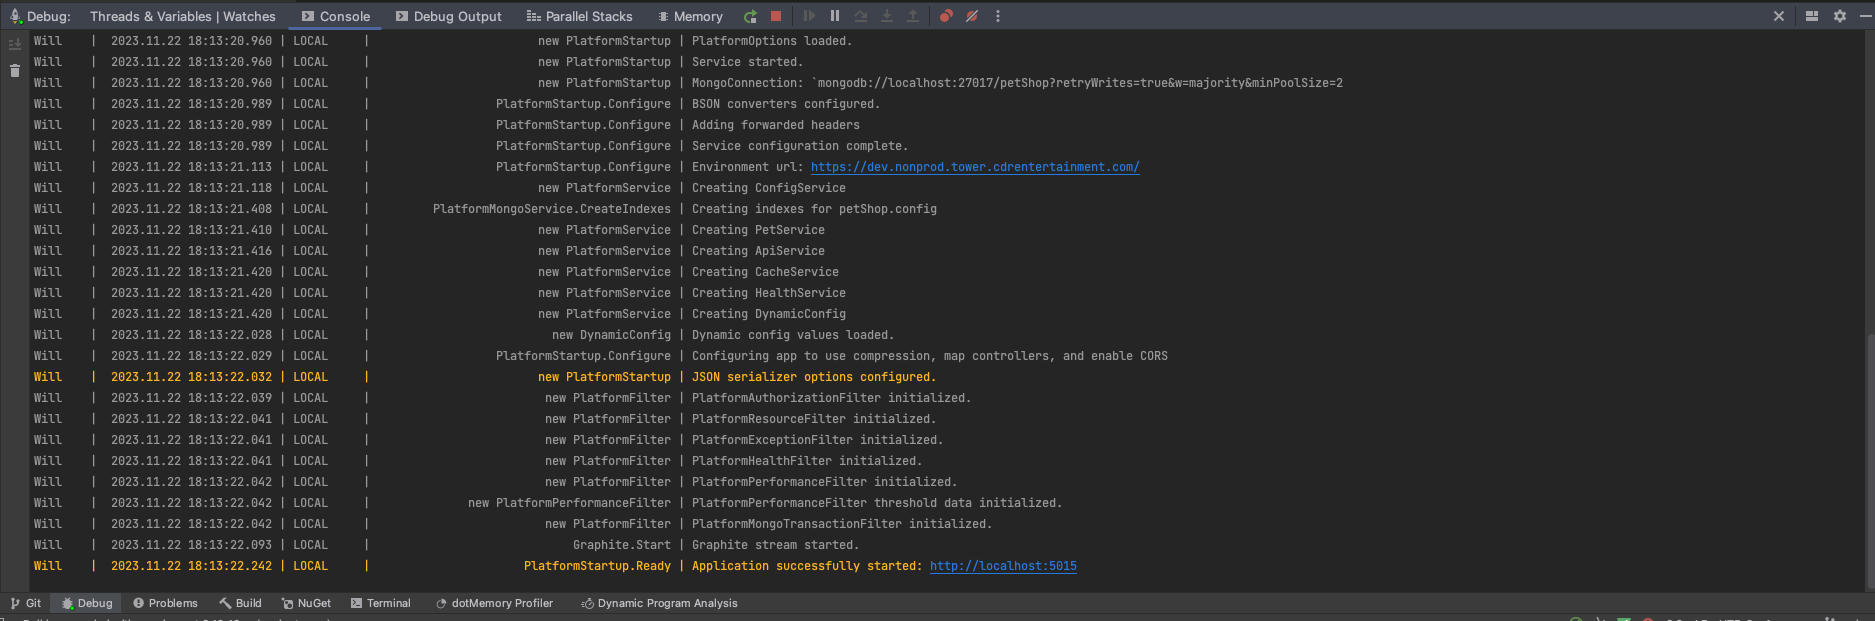 Debug: Threads & Variables | Watches Console Debug Output Parallel Stacks Memory
Will | 2023.11.22 18:13:20.960 | LOCAL | new PlatformStartup | PlatformOptions loaded.
Will | 2023.11.22 18:13:20.960 | LOCAL | new PlatformStartup | Service started.
Will | 2023.11.22 18:13:20.960 | LOCAL | new PlatformStartup | MongoConnection: `mongodb://localhost:27017/petShop?retryWrites=true&w=majority&minPoolSize=2
Will | 2023.11.22 18:13:20.989 | LOCAL | PlatformStartup.Configure | BSON converters configured.
Will | 2023.11.22 18:13:20.989 | LOCAL | PlatformStartup.Configure | Adding forwarded headers
Will | 2023.11.22 18:13:20.989 | LOCAL | PlatformStartup.Configure | Service configuration complete.
Will | 2023.11.22 18:13:21.113 | LOCAL | PlatformStartup.Configure | Environment url: https://dev.nonprod.tower.cdrentertainment.com/
Will | 2023.11.22 18:13:21.118 | LOCAL | new PlatformService | Creating ConfigService
Will | 2023.11.22 18:13:21.408 | LOCAL | PlatformMongoService.CreateIndexes | Creating indexes for petShop.config
Will | 2023.11.22 18:13:21.410 | LOCAL | new PlatformService | Creating PetService
Will | 2023.11.22 18:13:21.416 | LOCAL | new PlatformService | Creating ApiService
Will | 2023.11.22 18:13:21.420 | LOCAL | new PlatformService | Creating CacheService
Will | 2023.11.22 18:13:21.420 | LOCAL | new PlatformService | Creating HealthService
Will | 2023.11.22 18:13:21.420 | LOCAL | new PlatformService | Creating DynamicConfig
Will | 2023.11.22 18:13:22.028 | LOCAL | new DynamicConfig | Dynamic config values loaded.
Will | 2023.11.22 18:13:22.029 | LOCAL | PlatformStartup.Configure | Configuring app to use compression, map controllers, and enable CORS
Will | 2023.11.22 18:13:22.032 | LOCAL | new PlatformStartup | JSON serializer options configured.
Will | 2023.11.22 18:13:22.039 | LOCAL | new PlatformFilter | PlatformAuthorizationFilter initialized.
Will | 2023.11.22 18:13:22.041 | LOCAL | new PlatformFilter | PlatformResourceFilter initialized.
Will | 2023.11.22 18:13:22.041 | LOCAL | new PlatformFilter | PlatformExceptionFilter initialized.
Will | 2023.11.22 18:13:22.041 | LOCAL | new PlatformFilter | PlatformHealthFilter initialized.
Will | 2023.11.22 18:13:22.042 | LOCAL | new PlatformFilter | PlatformPerformanceFilter initialized.
Will | 2023.11.22 18:13:22.042 | LOCAL | new PlatformPerformanceFilter | PlatformPerformanceFilter threshold data initialized.
Will | 2023.11.22 18:13:22.042 | LOCAL | new PlatformFilter | PlatformMongoTransactionFilter initialized.
Will | 2023.11.22 18:13:22.093 | LOCAL | Graphite.Start | Graphite stream started.
Will | 2023.11.22 18:13:22.242 | LOCAL | PlatformStartup.Ready | Application successfully started: http://localhost:5015
Git Debug Problems Build NuGet Terminal dotMemory Profiler Dynamic Program Analysis